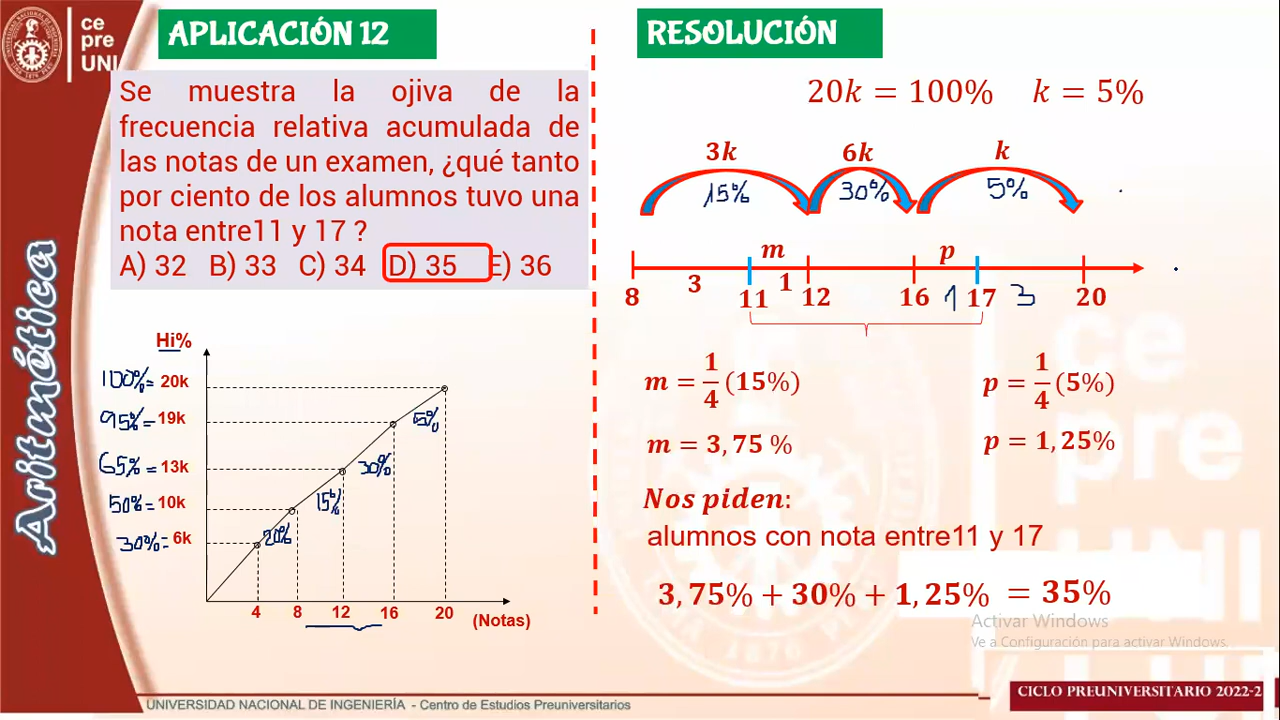 ce
pre
UNI
APLICACIÓN 12
Se muestra la ojiva de la
frecuencia relativa acumulada de
las notas de un examen, ¿qué tanto
por ciento de los alumnos tuvo una
nota entre11 y 17 ?
A) 32 B) 33 C) 34 D) 35 E) 36
Aritmética
Hi%
100% = 20k
95% = 19k
65% = 13k
50% = 10k
30% = 6k
5%
30%
15%
20%
4 8 12 16 20 (Notas)
RESOLUCIÓN
20k = 100% k = 5%
3k 6k k
15% 30% 5%
m p
3 1
8 11 12 16 1 17 3 20
m = 1/4 (15%) p = 1/4 (5%)
m = 3,75 % p = 1,25%
Nos piden:
alumnos con nota entre11 y 17
3,75% + 30% + 1,25% = 35%
Activar Windows
Ve a Configuración para activar Windows.
ce
pre
UNI
UNIVERSIDAD NACIONAL DE INGENIERÍA - Centro de Estudios Preuniversitarios
CICLO PREUNIVERSITARIO 2022-2